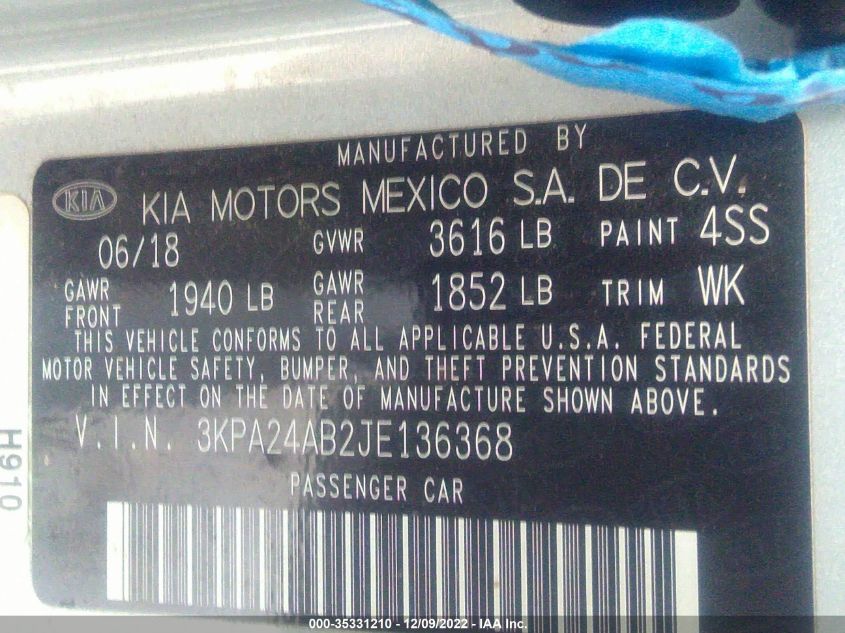 MANUFACTURED BY
KIA KIA MOTORS MEXICO S.A. DE C.V.
06/18 GVWR 3616 LB PAINT 4SS
GAWR FRONT 1940 LB GAWR REAR 1852 LB TRIM WK
THIS VEHICLE CONFORMS TO ALL APPLICABLE U.S.A. FEDERAL
MOTOR VEHICLE SAFETY, BUMPER, AND THEFT PREVENTION STANDARDS
IN EFFECT ON THE DATE OF MANUFACTURE SHOWN ABOVE.
V.I.N. 3KPA24AB2JE136368
PASSENGER CAR
H910
000-35331210 - 12/09/2022 - IAA Inc.